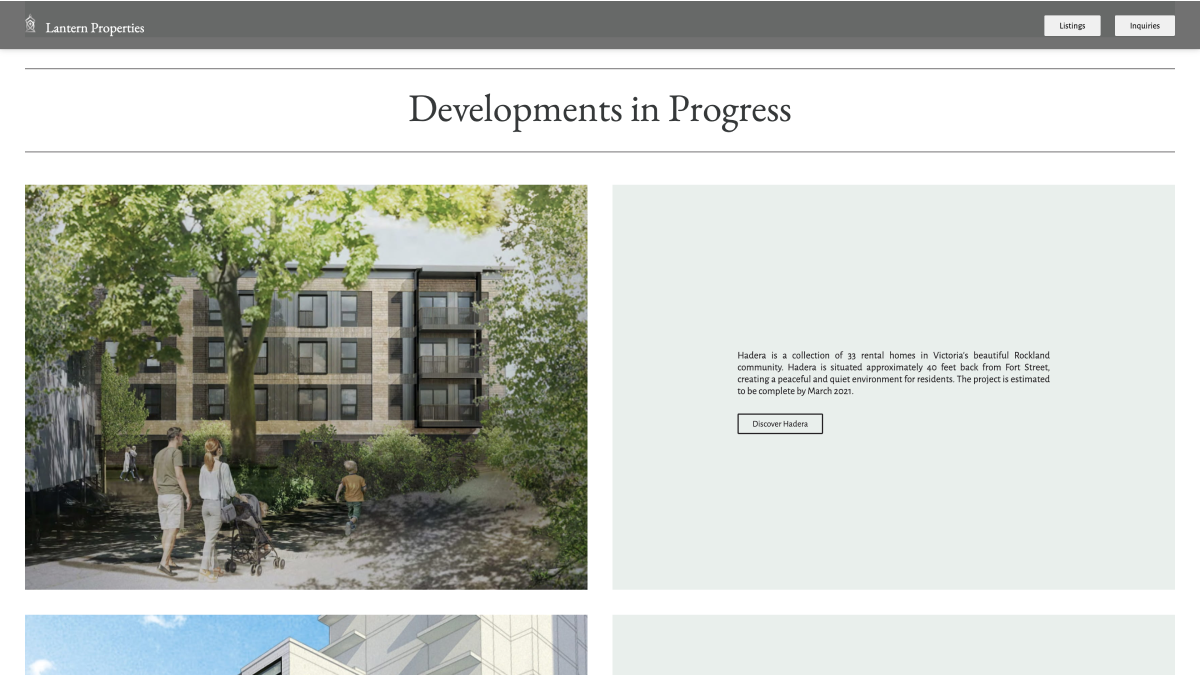 Lantern Properties
Listings
Inquiries
Developments in Progress
Hadera is a collection of 33 rental homes in Victoria's beautiful Rockland
community. Hadera is situated approximately 40 feet back from Fort Street,
creating a peaceful and quiet environment for residents. The project is estimated
to be complete by March 2021.
Discover Hadera